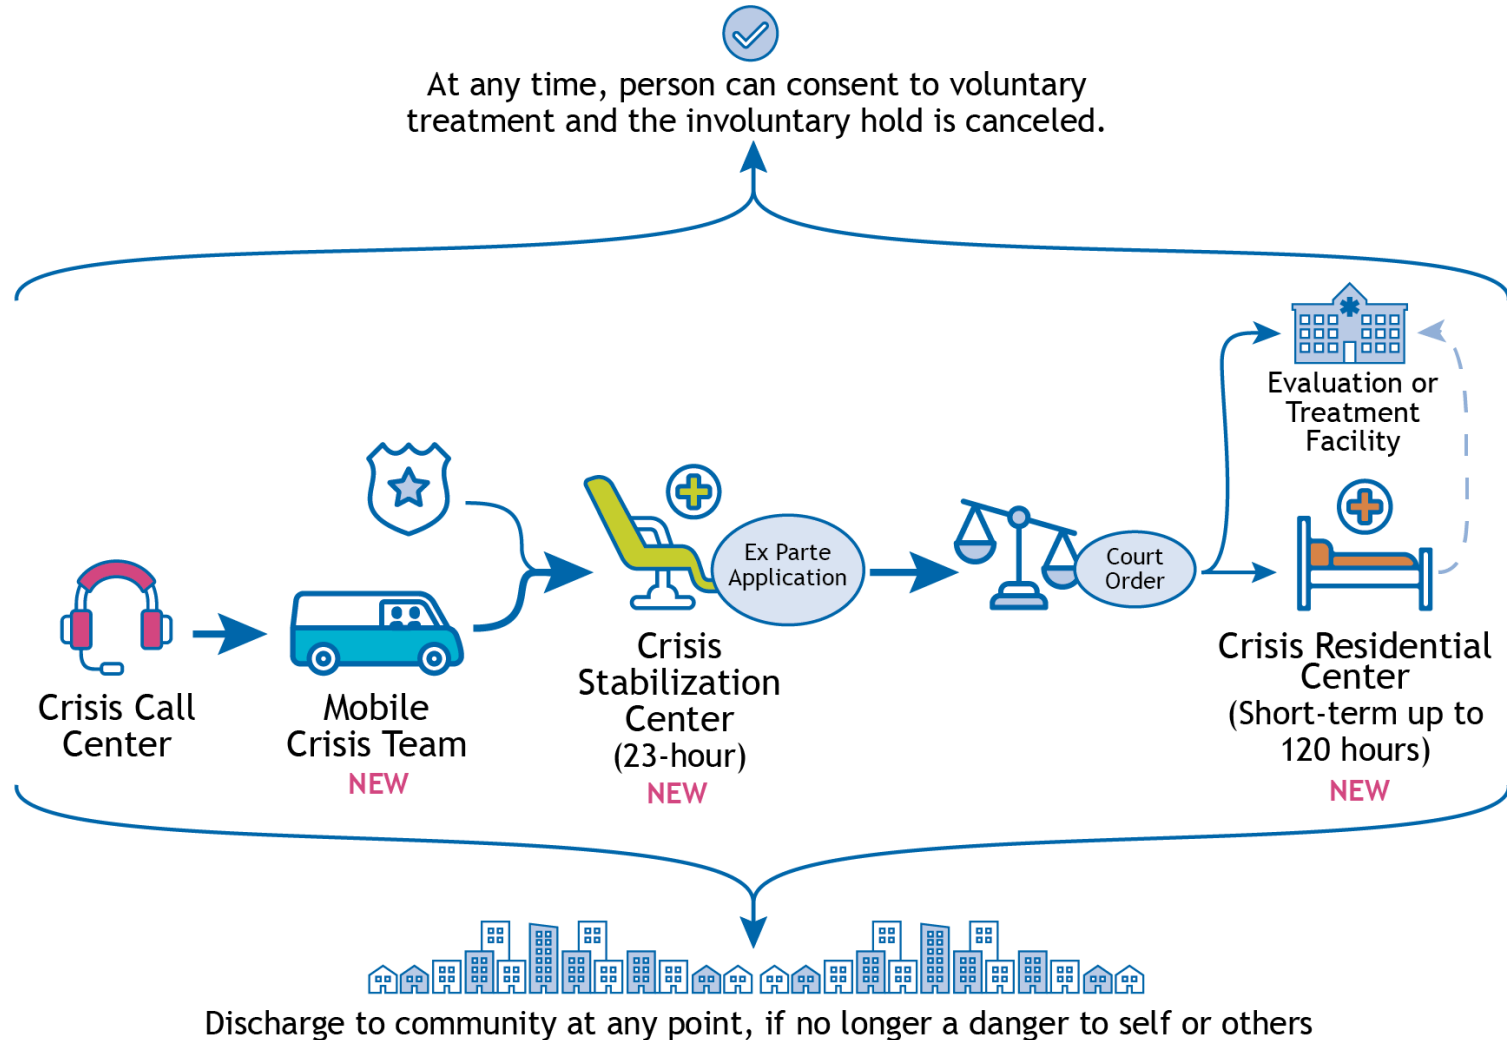 At any time, person can consent to voluntary
treatment and the involuntary hold is canceled.
Evaluation or
Treatment
Facility
Ex Parte
Application
Court
Order
Crisis Call
Center
Mobile
Crisis Team
NEW
Crisis
Stabilization
Center
(23-hour)
NEW
Crisis Residential
Center
(Short-term up to
120 hours)
NEW
Discharge to community at any point, if no longer a danger to self or others